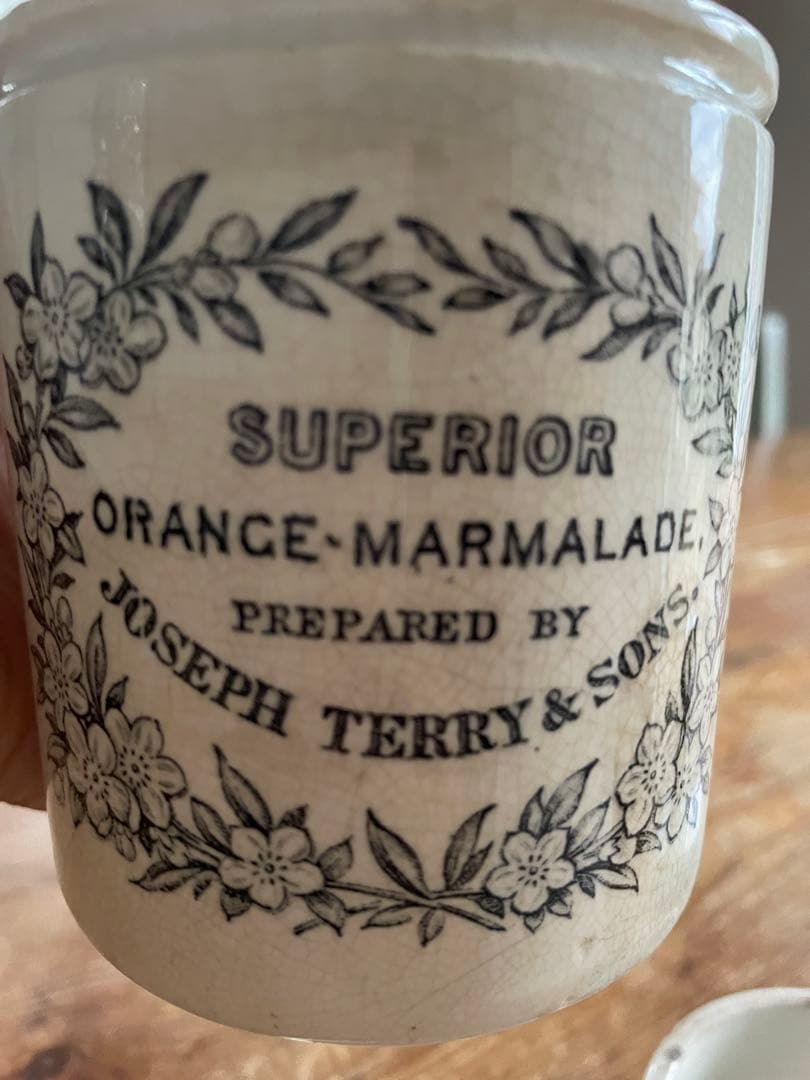 SUPERIOR
ORANGE-MARMALADE,
PREPARED BY
JOSEPH TERRY & SONS.